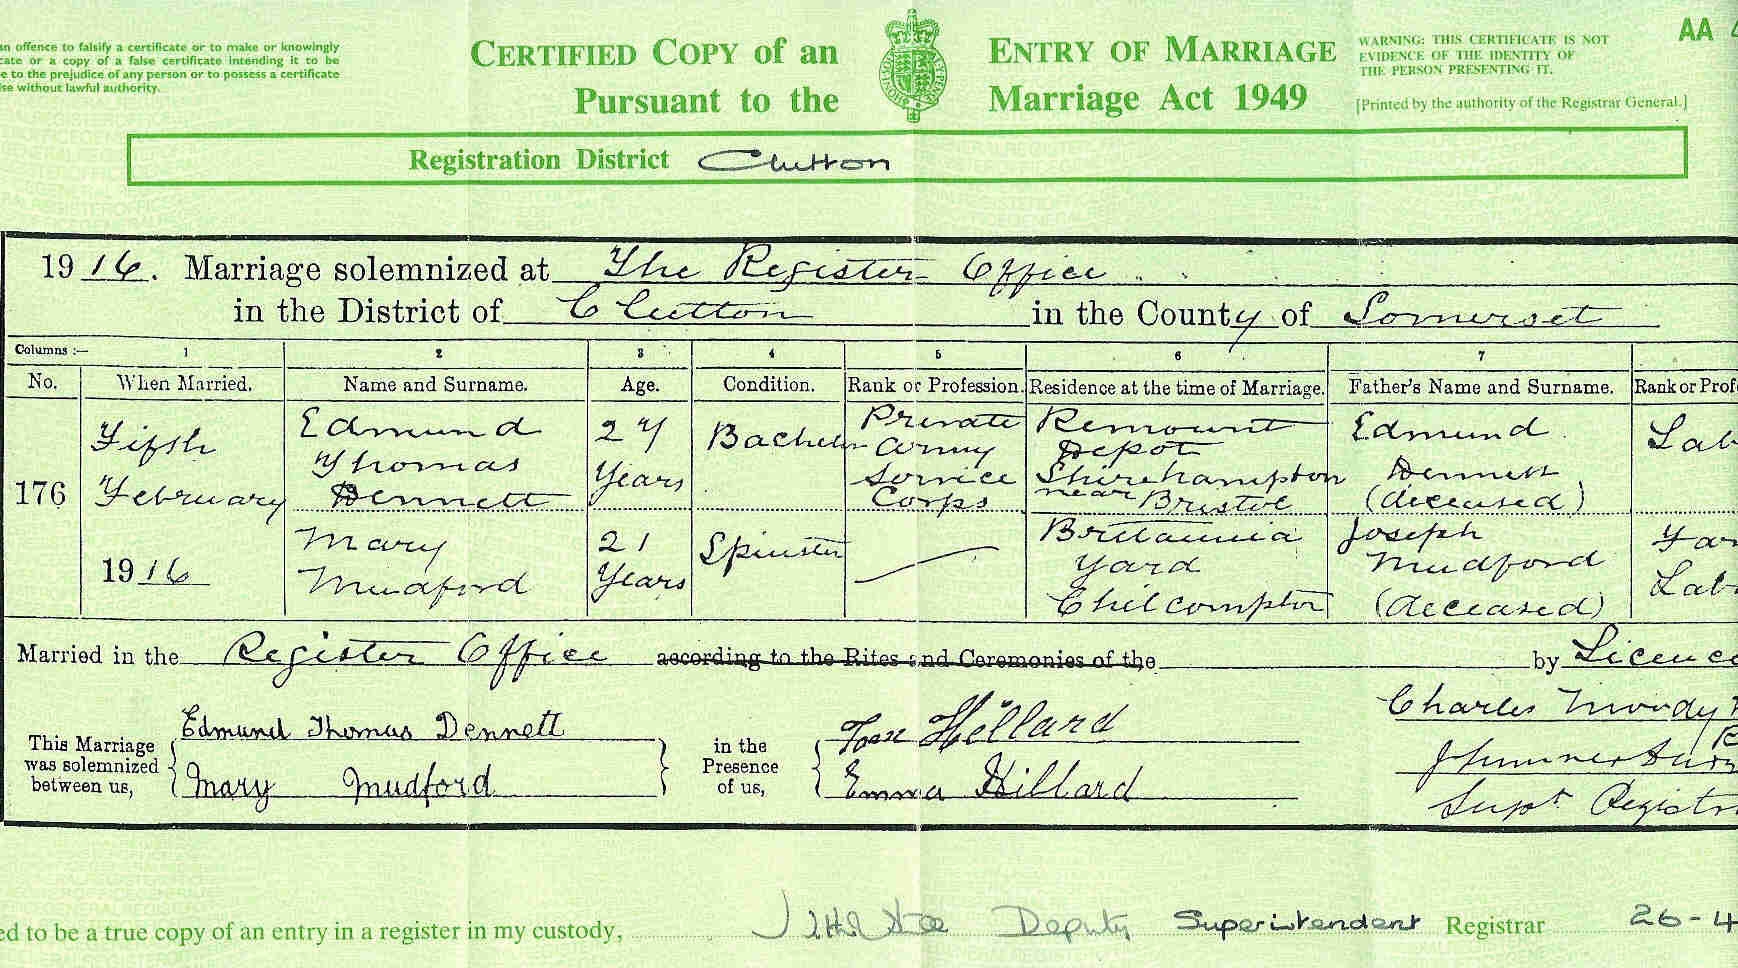 an offence to falsify a certificate or to make or knowingly
cate or a copy of a false certificate intending it to be
e to the prejudice of any person or to possess a certificate
se without lawful authority.
CERTIFIED COPY of an ENTRY OF MARRIAGE
Pursuant to the Marriage Act 1949
WARNING: THIS CERTIFICATE IS NOT
EVIDENCE OF THE IDENTITY OF
THE PERSON PRESENTING IT.
[Printed by the authority of the Registrar General.]
AA
Registration District Clutton
1916. Marriage solemnized at The Register Office
in the District of Clutton in the County of Somerset
Columns :— 1 2 3 4 5 6 7
No. When Married. Name and Surname. Age. Condition. Rank or Profession. Residence at the time of Marriage. Father's Name and Surname. Rank or Prof
176
Fifth
February
1916
Edmund
Thomas
Dennett
27
Years
Bachelor
Private
Army
Service
Corps
Remount
Depot
Shirehampton
near Bristol
Edmund
Dennett
(deceased)
Lab
Mary
Mudford
21
Years
Spinster
Britannia
Yard
Chilcompton
Joseph
Mudford
(deceased)
Far
Lab
Married in the Register Office according to the Rites and Ceremonies of the by Licence
This Marriage
was solemnized
between us,
Edmund Thomas Dennett
Mary Mudford
in the
Presence
of us,
Hillard
Emma Hillard
Charles Moody
Supt Registr
ed to be a true copy of an entry in a register in my custody, Deputy Superintendent Registrar 26-4